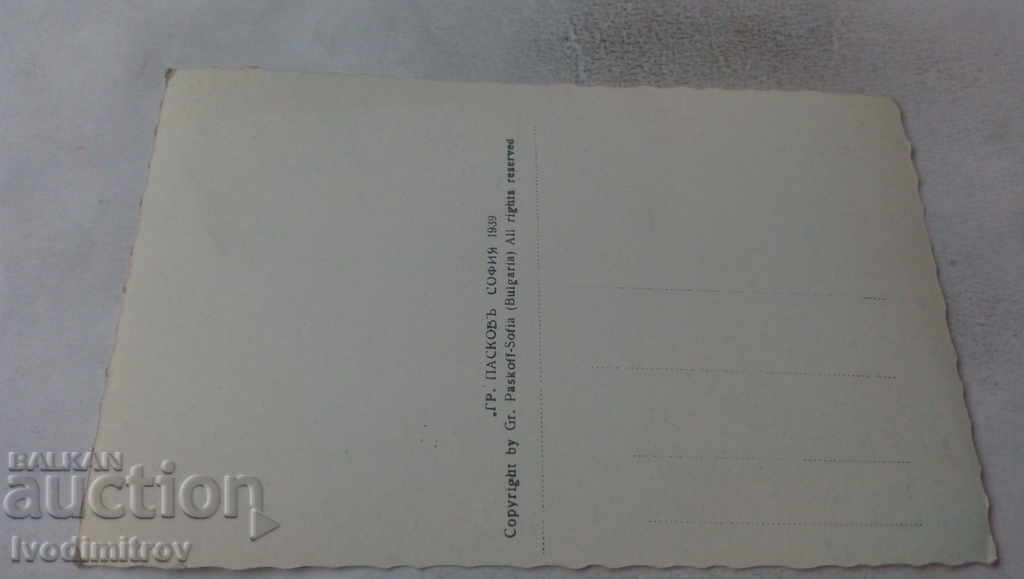 „ГР. ПАСКОВЪ СОФИЯ 1939
Copyright by Gr. Paskoff-Sofia (Bulgaria) All rights reserved
BALKAN
auction
Ivodimitrov